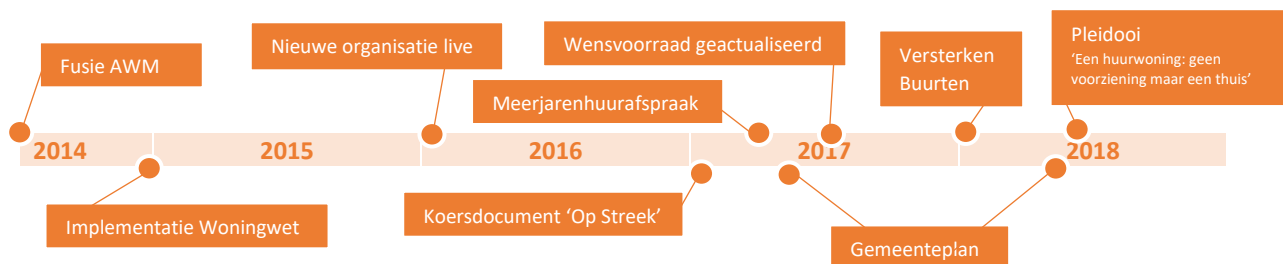 Fusie AWM
Nieuwe organisatie live
Wensvoorraad geactualiseerd
Meerjarenhuurafspraak
Versterken
Buurten
Pleidooi
‘Een huurwoning: geen
voorziening maar een thuis’
2014
2015
2016
2017
2018
Implementatie Woningwet
Koersdocument ‘Op Streek’
Gemeenteplan